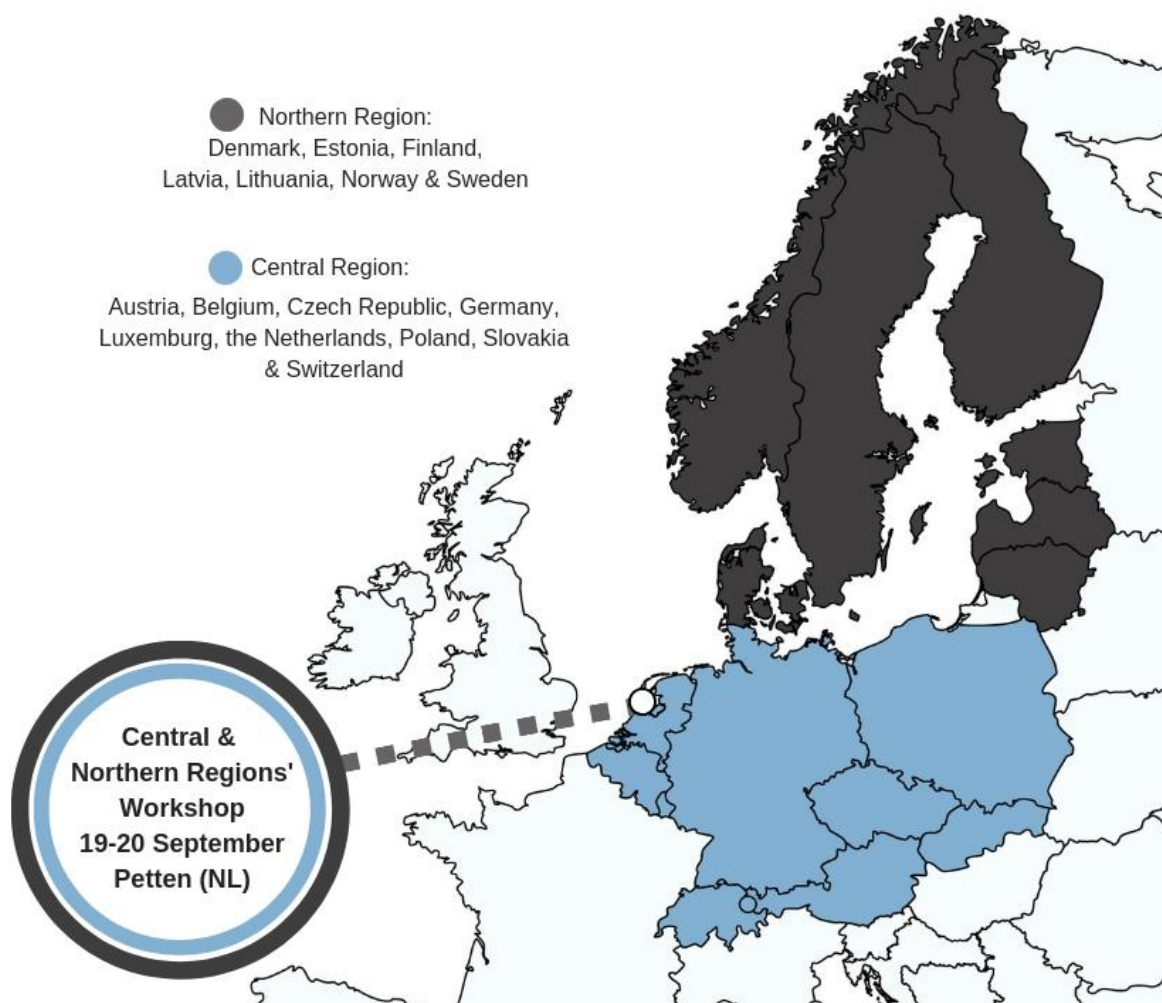 Northern Region:
Denmark, Estonia, Finland,
Latvia, Lithuania, Norway & Sweden
Central Region:
Austria, Belgium, Czech Republic, Germany,
Luxemburg, the Netherlands, Poland, Slovakia
& Switzerland
Central &
Northern Regions'
Workshop
19-20 September
Petten (NL)